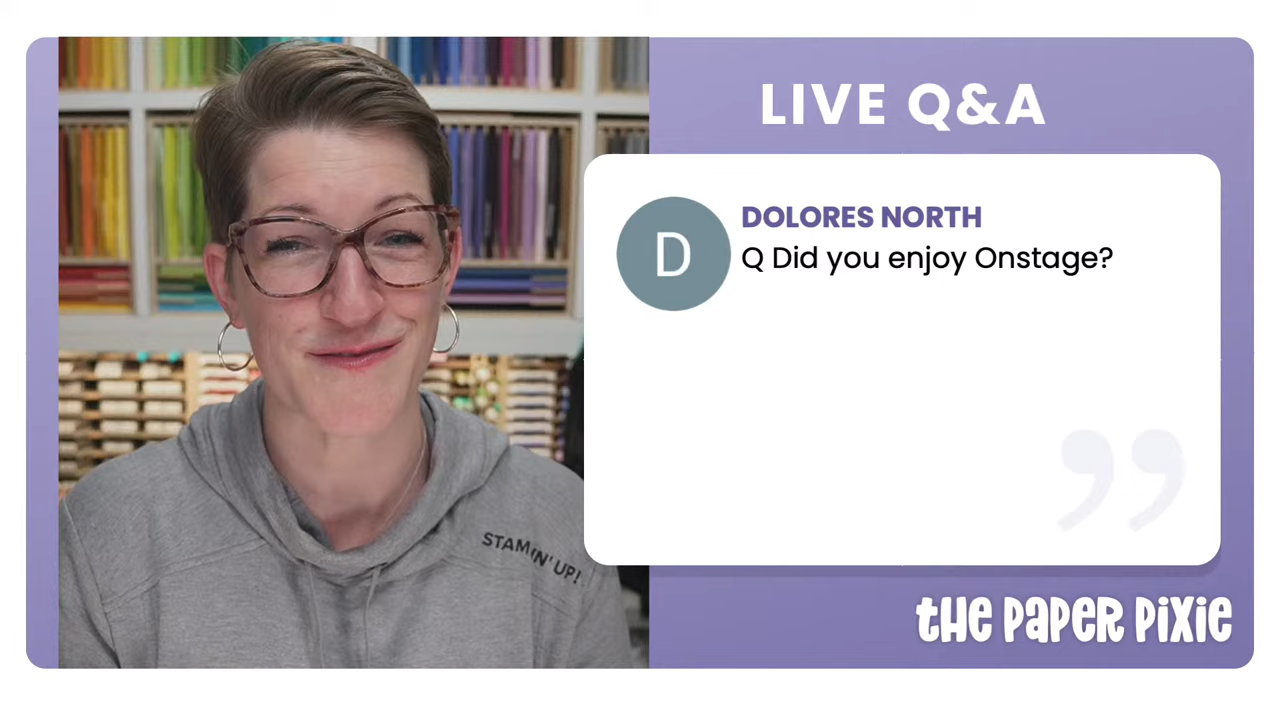 LIVE Q&A
D
DOLORES NORTH
Q Did you enjoy Onstage?
STAMPIN' UP!
the PAPER PIXIE